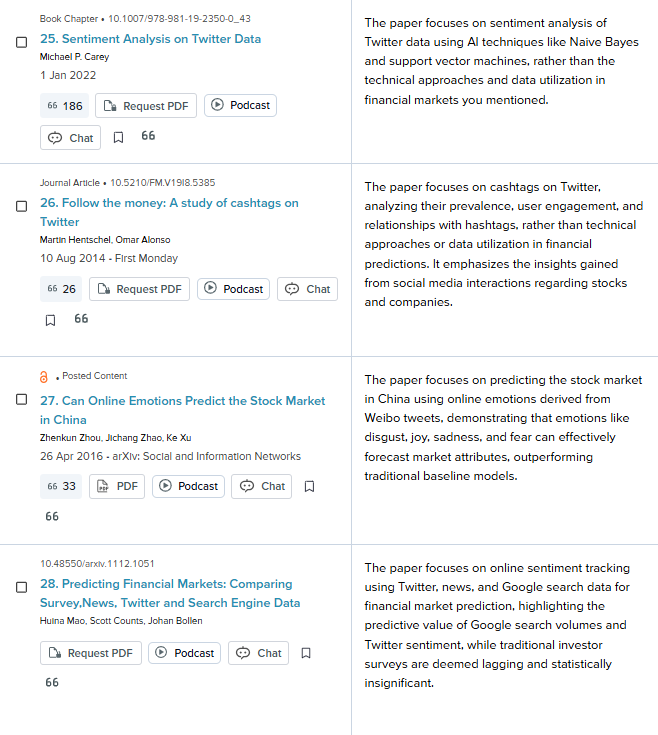 Book Chapter • 10.1007/978-981-19-2350-0_43
25. Sentiment Analysis on Twitter Data
Michael P. Carey
1 Jan 2022
66 186 Request PDF Podcast
Chat 66
The paper focuses on sentiment analysis of
Twitter data using AI techniques like Naive Bayes
and support vector machines, rather than the
technical approaches and data utilization in
financial markets you mentioned.
Journal Article • 10.5210/FM.V19I8.5385
26. Follow the money: A study of cashtags on
Twitter
Martin Hentschel, Omar Alonso
10 Aug 2014 - First Monday
66 26 Request PDF Podcast Chat
66
The paper focuses on cashtags on Twitter,
analyzing their prevalence, user engagement, and
relationships with hashtags, rather than technical
approaches or data utilization in financial
predictions. It emphasizes the insights gained
from social media interactions regarding stocks
and companies.
• Posted Content
27. Can Online Emotions Predict the Stock Market
in China
Zhenkun Zhou, Jichang Zhao, Ke Xu
26 Apr 2016 - arXiv: Social and Information Networks
66 33 PDF Podcast Chat
66
The paper focuses on predicting the stock market
in China using online emotions derived from
Weibo tweets, demonstrating that emotions like
disgust, joy, sadness, and fear can effectively
forecast market attributes, outperforming
traditional baseline models.
10.48550/arxiv.1112.1051
28. Predicting Financial Markets: Comparing
Survey,News, Twitter and Search Engine Data
Huina Mao, Scott Counts, Johan Bollen
Request PDF Podcast Chat
66
The paper focuses on online sentiment tracking
using Twitter, news, and Google search data for
financial market prediction, highlighting the
predictive value of Google search volumes and
Twitter sentiment, while traditional investor
surveys are deemed lagging and statistically
insignificant.